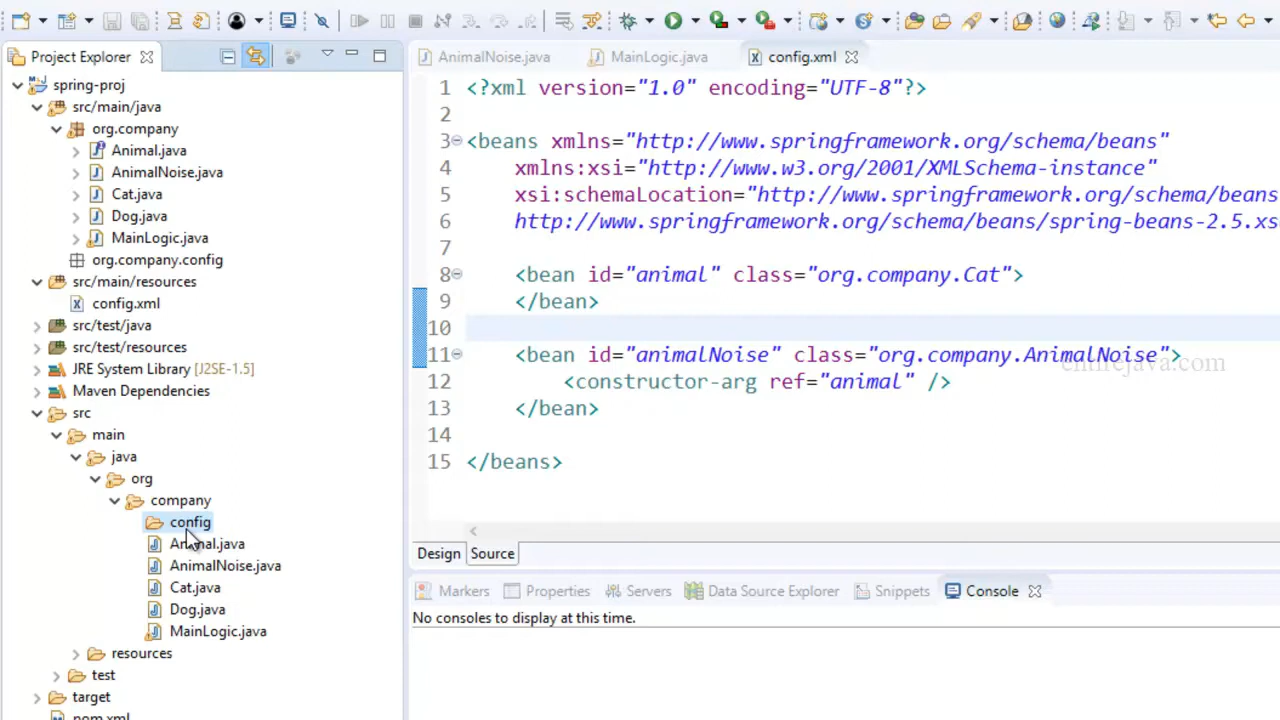 Project Explorer
spring-proj
src/main/java
org.company
Animal.java
AnimalNoise.java
Cat.java
Dog.java
MainLogic.java
org.company.config
src/main/resources
config.xml
src/test/java
src/test/resources
JRE System Library [J2SE-1.5]
Maven Dependencies
src
main
java
org
company
config
Animal.java
AnimalNoise.java
Cat.java
Dog.java
MainLogic.java
resources
test
target
pom.xml
AnimalNoise.java MainLogic.java config.xml
1 <?xml version="1.0" encoding="UTF-8"?>
2
3 <beans xmlns="http://www.springframework.org/schema/beans"
4 xmlns:xsi="http://www.w3.org/2001/XMLSchema-instance"
5 xsi:schemaLocation="http://www.springframework.org/schema/beans
6 http://www.springframework.org/schema/beans/spring-beans-2.5.xs
7
8 <bean id="animal" class="org.company.Cat">
9 </bean>
10
11 <bean id="animalNoise" class="org.company.AnimalNoise">
12 <constructor-arg ref="animal" />
13 </bean>
14
15 </beans>
entirejava.com
Design Source
Markers Properties Servers Data Source Explorer Snippets Console
No consoles to display at this time.